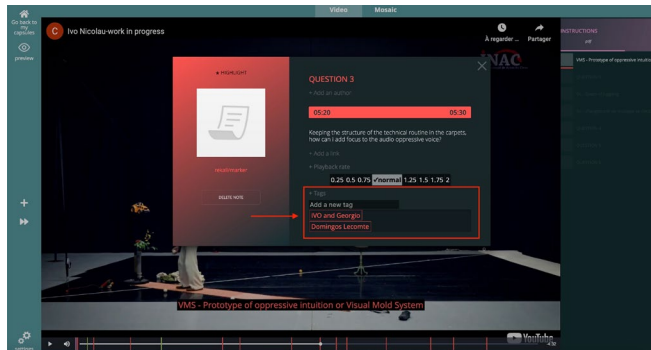 Video Mosaic
Go back to
my
capsules
preview
settings
C Ivo Nicolau-work in progress
À regarder ... Partager
INAC
INSTRUCTIONS
VMS - Prototype of oppressive intuitio
HIGHLIGHT
reset marker
DELETE NOTE
QUESTION 3
+ Add an author
05:20 05:30
Keeping the structure of the technical routine in the carpets,
how can I add focus to the audio oppressive voice?
+ Add a link
+ Playback rate
0.25 0.5 0.75 ✓normal 1.25 1.5 1.75 2
+ Tags
Add a new tag
IVO and Georgio
Domingos Lecomte
VMS - Prototype of oppressive intuition or Visual Mold System
YouTube